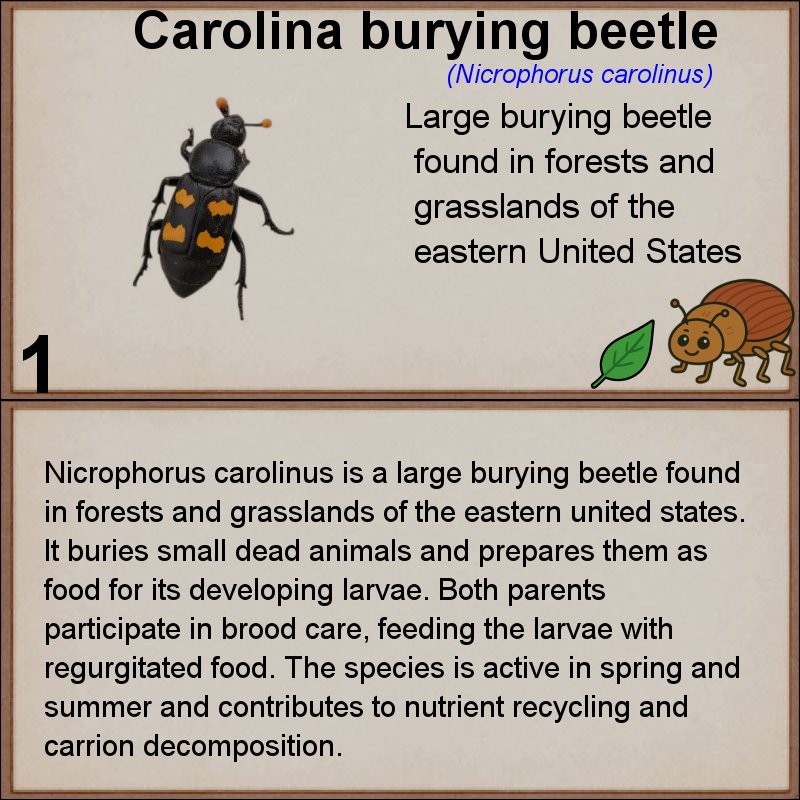 Carolina burying beetle
(Nicrophorus carolinus)
Large burying beetle
found in forests and
grasslands of the
eastern United States
1
Nicrophorus carolinus is a large burying beetle found
in forests and grasslands of the eastern united states.
It buries small dead animals and prepares them as
food for its developing larvae. Both parents
participate in brood care, feeding the larvae with
regurgitated food. The species is active in spring and
summer and contributes to nutrient recycling and
carrion decomposition.